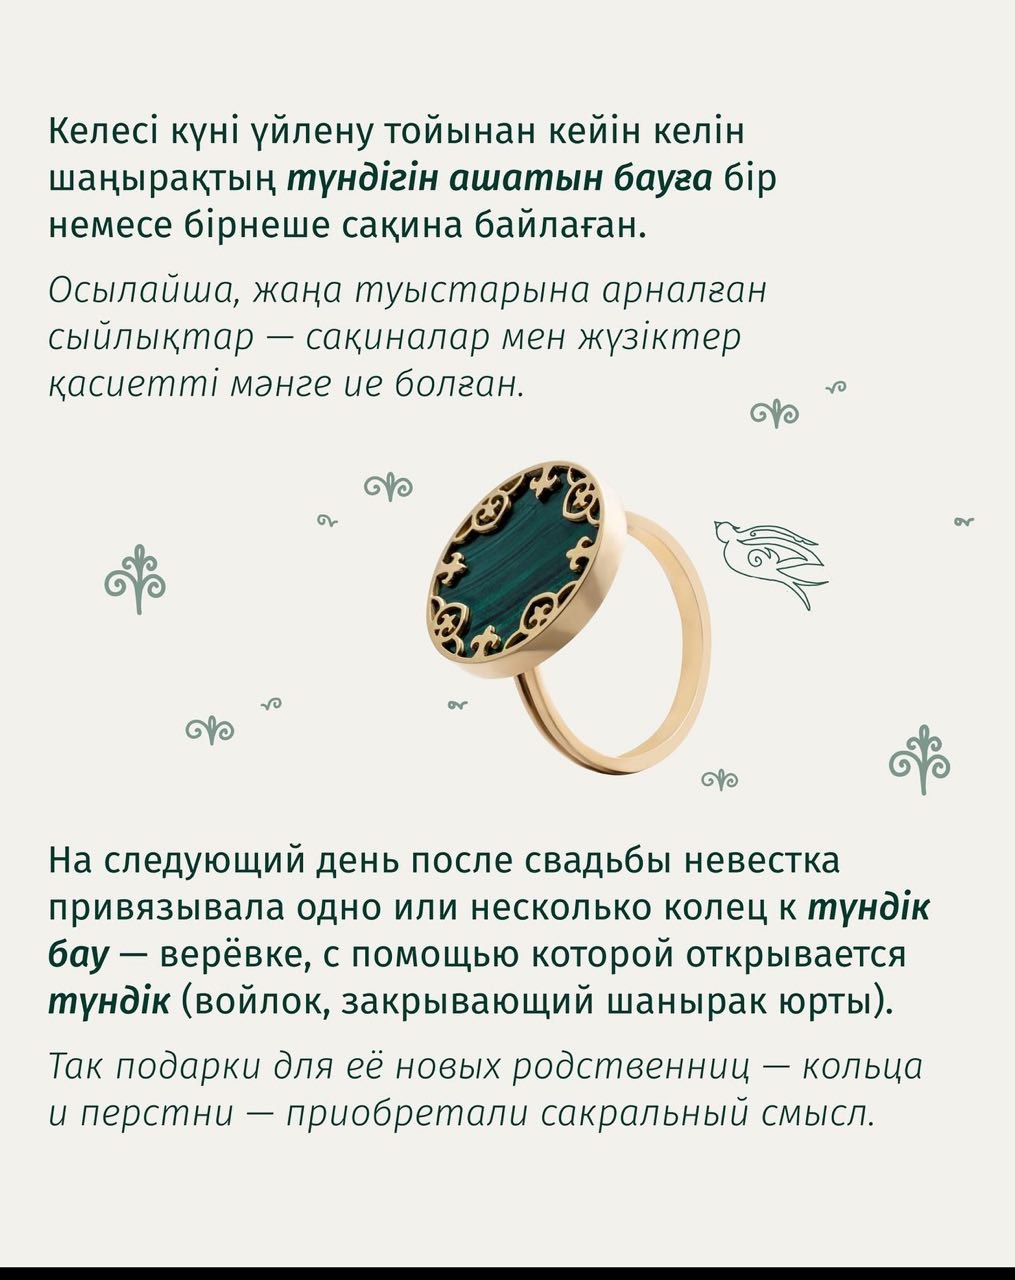 Келесі күні үйлену тойынан кейін келін
шаңырақтың түндігін ашатын бауға бір
немесе бірнеше сақина байлаған.
Осылайша, жаңа туыстарына арналған
сыйлықтар — сақиналар мен жүзіктер
қасиетті мәнге ие болған.
На следующий день после свадьбы невестка
привязывала одно или несколько колец к түндік
бау — верёвке, с помощью которой открывается
түндік (войлок, закрывающий шанырак юрты).
Так подарки для её новых родственниц — кольца
и перстни — приобретали сакральный смысл.